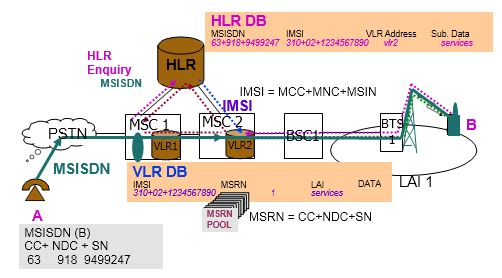 HLR DB
MSISDN IMSI VLR Address Sub. Data
63+918+9499247 310+02+1234567890 vlr2 services
HLR
HLR
Enquiry
MSISDN
IMSI = MCC+MNC+MSIN
IMSI
MSC 1
MSC 2
BSC1
BTS
1
PSTN
VLR1
VLR2
B
MSISDN
LAI 1
VLR DB
IMSI MSRN LAI DATA
310+02+1234567890 1 services
A
MSRN
POOL
MSRN = CC+NDC+SN
MSISDN (B)
CC+ NDC + SN
63 918 9499247